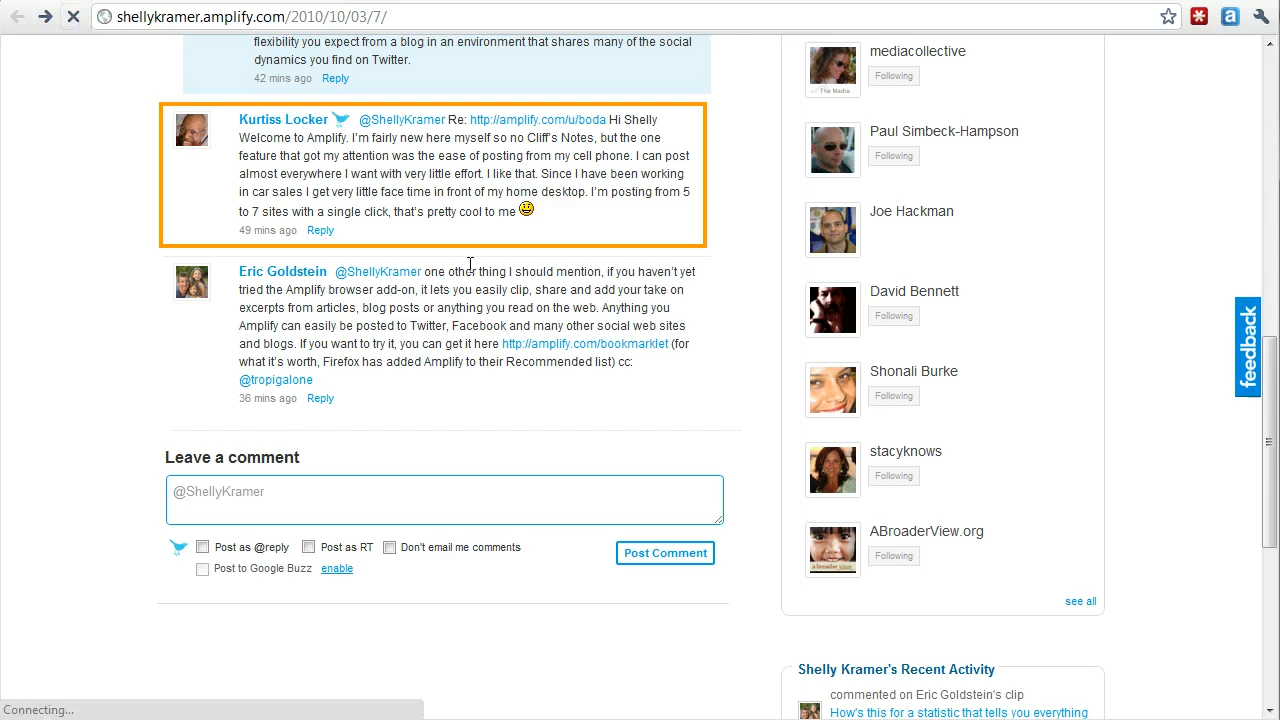 shellykramer.amplify.com/2010/10/03/7/
flexibility you expect from a blog in an environment that shares many of the social
dynamics you find on Twitter.
42 mins ago Reply
Kurtiss Locker @ShellyKramer Re: http://amplify.com/u/boda Hi Shelly
Welcome to Amplify. I'm fairly new here myself so no Cliff's Notes, but the one
feature that got my attention was the ease of posting from my cell phone. I can post
almost anywhere I want with very little effort. I like that. Since I have been working
in car sales I get very little time in in front of my home desktop. I'm posting from 5
to 7 sites with a single click, that's pretty cool to me
49 mins ago Reply
Eric Goldstein @ShellyKramer one other thing I should mention, if you haven't yet
tried the Amplify browser add-on, it lets you easily clip, share and add your take on
excerpts from articles, blog posts or anything you read on the web. Anything you
Amplify can easily be posted to Twitter, Facebook and many other social web sites
and blogs. If you want to try it, you can get it here http://amplify.com/bookmarklet (for
what it's worth, Firefox has added Amplify to their Recommended list) cc:
@tropigalone
36 mins ago Reply
Leave a comment
@ShellyKramer
Post as @reply Post as RT Don't email me comments
Post Comment
Post to Google Buzz enable
mediacollective
Following
The Media
Paul Simbeck-Hampson
Following
Joe Hackman
David Bennett
Following
Shonali Burke
Following
stacyknows
Following
ABroaderView.org
Following
a broader view
see all
feedback
Shelly Kramer's Recent Activity
commented on Eric Goldstein's clip
How's this for a statistic that tells you everything
Connecting...